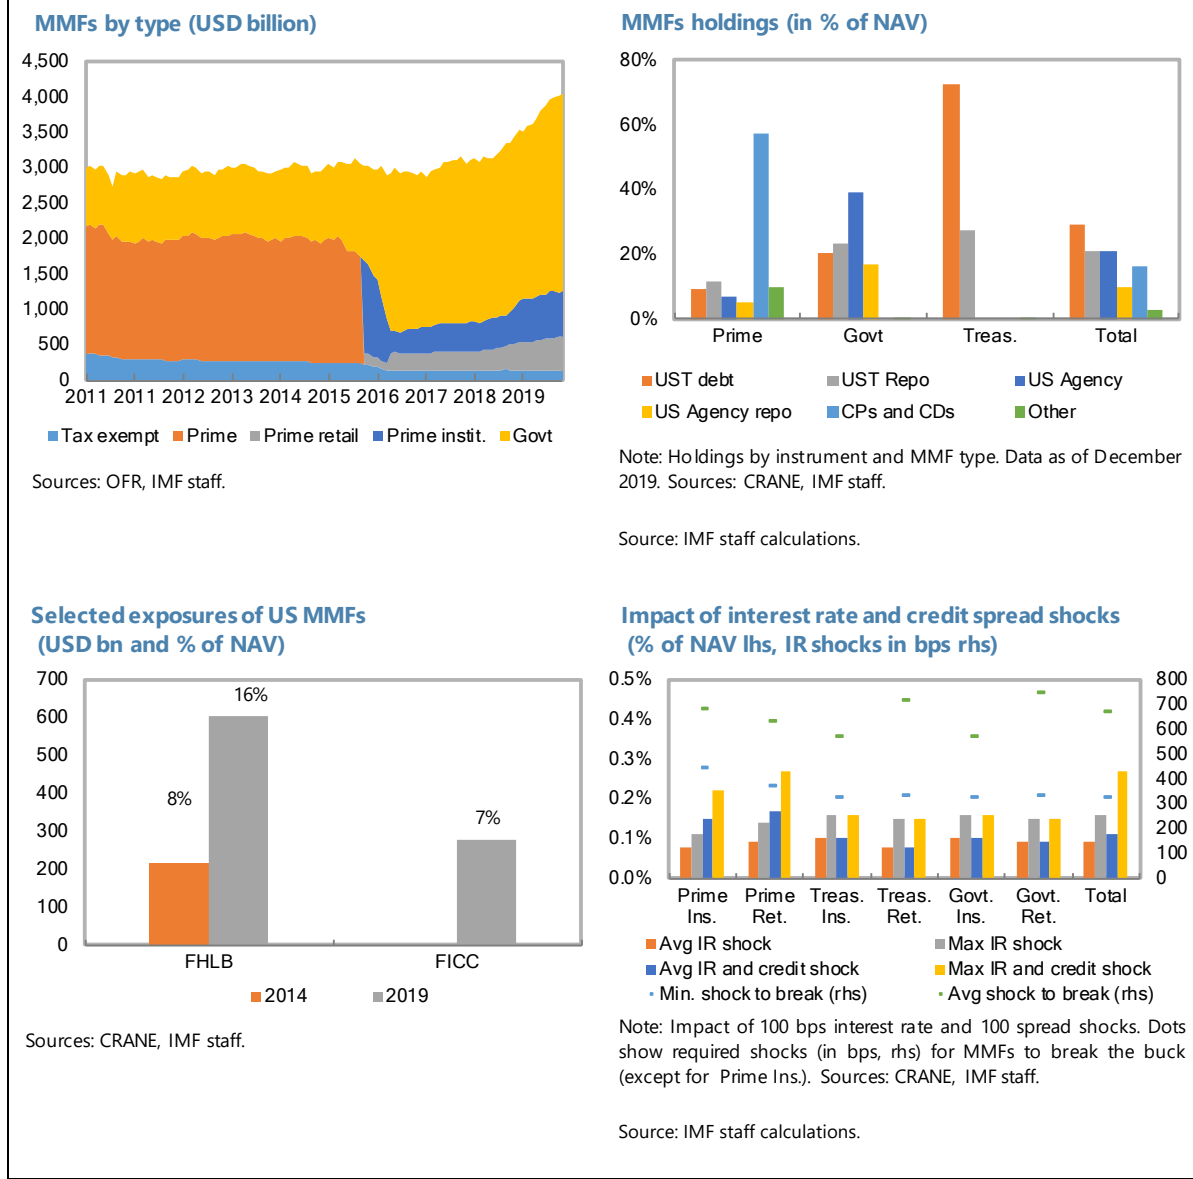 MMFs by type (USD billion)
4,500
4,000
3,500
3,000
2,500
2,000
1,500
1,000
500
0
2011 2011 2012 2013 2014 2015 2016 2017 2018 2019
Tax exempt Prime Prime retail Prime instit. Govt
Sources: OFR, IMF staff.
MMFs holdings (in % of NAV)
80%
60%
40%
20%
0%
Prime Govt Treas. Total
UST debt UST Repo US Agency
US Agency repo CPs and CDs Other
Note: Holdings by instrument and MMF type. Data as of December
2019. Sources: CRANE, IMF staff.
Source: IMF staff calculations.
Selected exposures of US MMFs
(USD bn and % of NAV)
700
600
500
400
300
200
100
0
16%
8%
7%
FHLB FICC
2014 2019
Sources: CRANE, IMF staff.
Impact of interest rate and credit spread shocks
(% of NAV lhs, IR shocks in bps rhs)
0.5%
0.4%
0.3%
0.2%
0.1%
0.0%
800
700
600
500
400
300
200
100
0
Prime Prime Treas. Treas. Govt. Govt. Total
Ins. Ret. Ins. Ret. Ins. Ret.
Avg IR shock Max IR shock
Avg IR and credit shock Max IR and credit shock
Min. shock to break (rhs) Avg shock to break (rhs)
Note: Impact of 100 bps interest rate and 100 spread shocks. Dots
show required shocks (in bps, rhs) for MMFs to break the buck
(except for Prime Ins.). Sources: CRANE, IMF staff.
Source: IMF staff calculations.